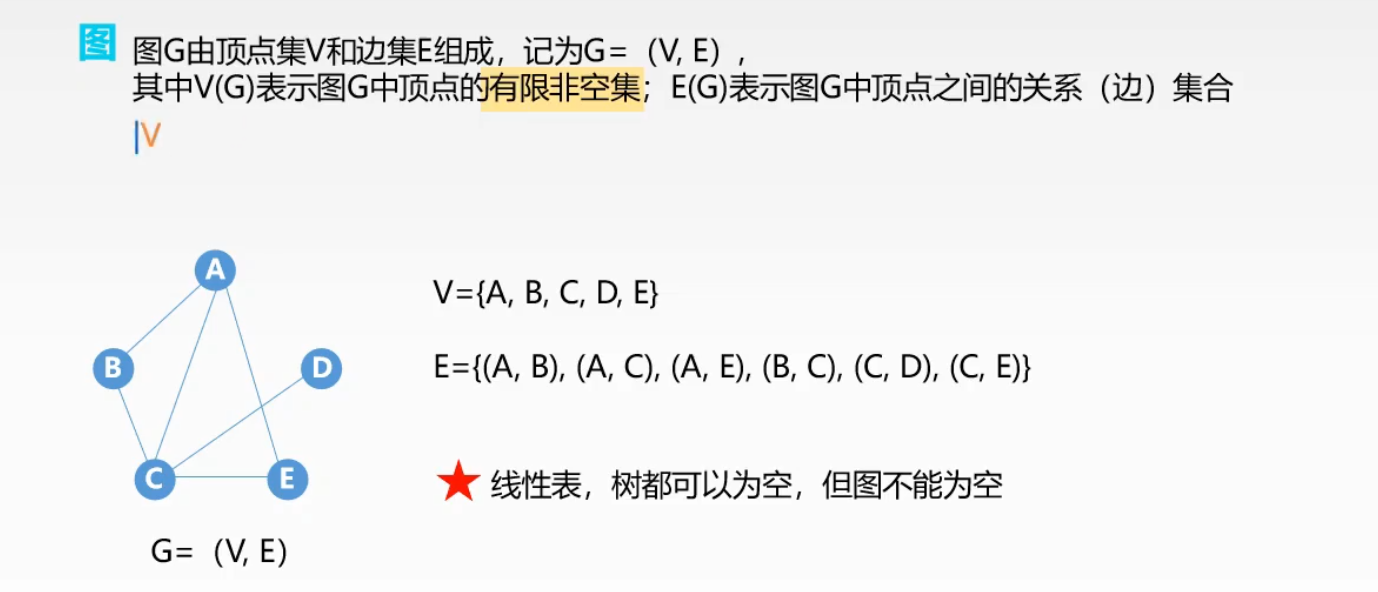 图 图G由顶点集V和边集E组成，记为G=（V, E），
其中V(G)表示图G中顶点的有限非空集；E(G)表示图G中顶点之间的关系（边）集合
|V
A
V={A, B, C, D, E}
B
D
E={(A, B), (A, C), (A, E), (B, C), (C, D), (C, E)}
C
E
★ 线性表，树都可以为空，但图不能为空
G=（V, E）